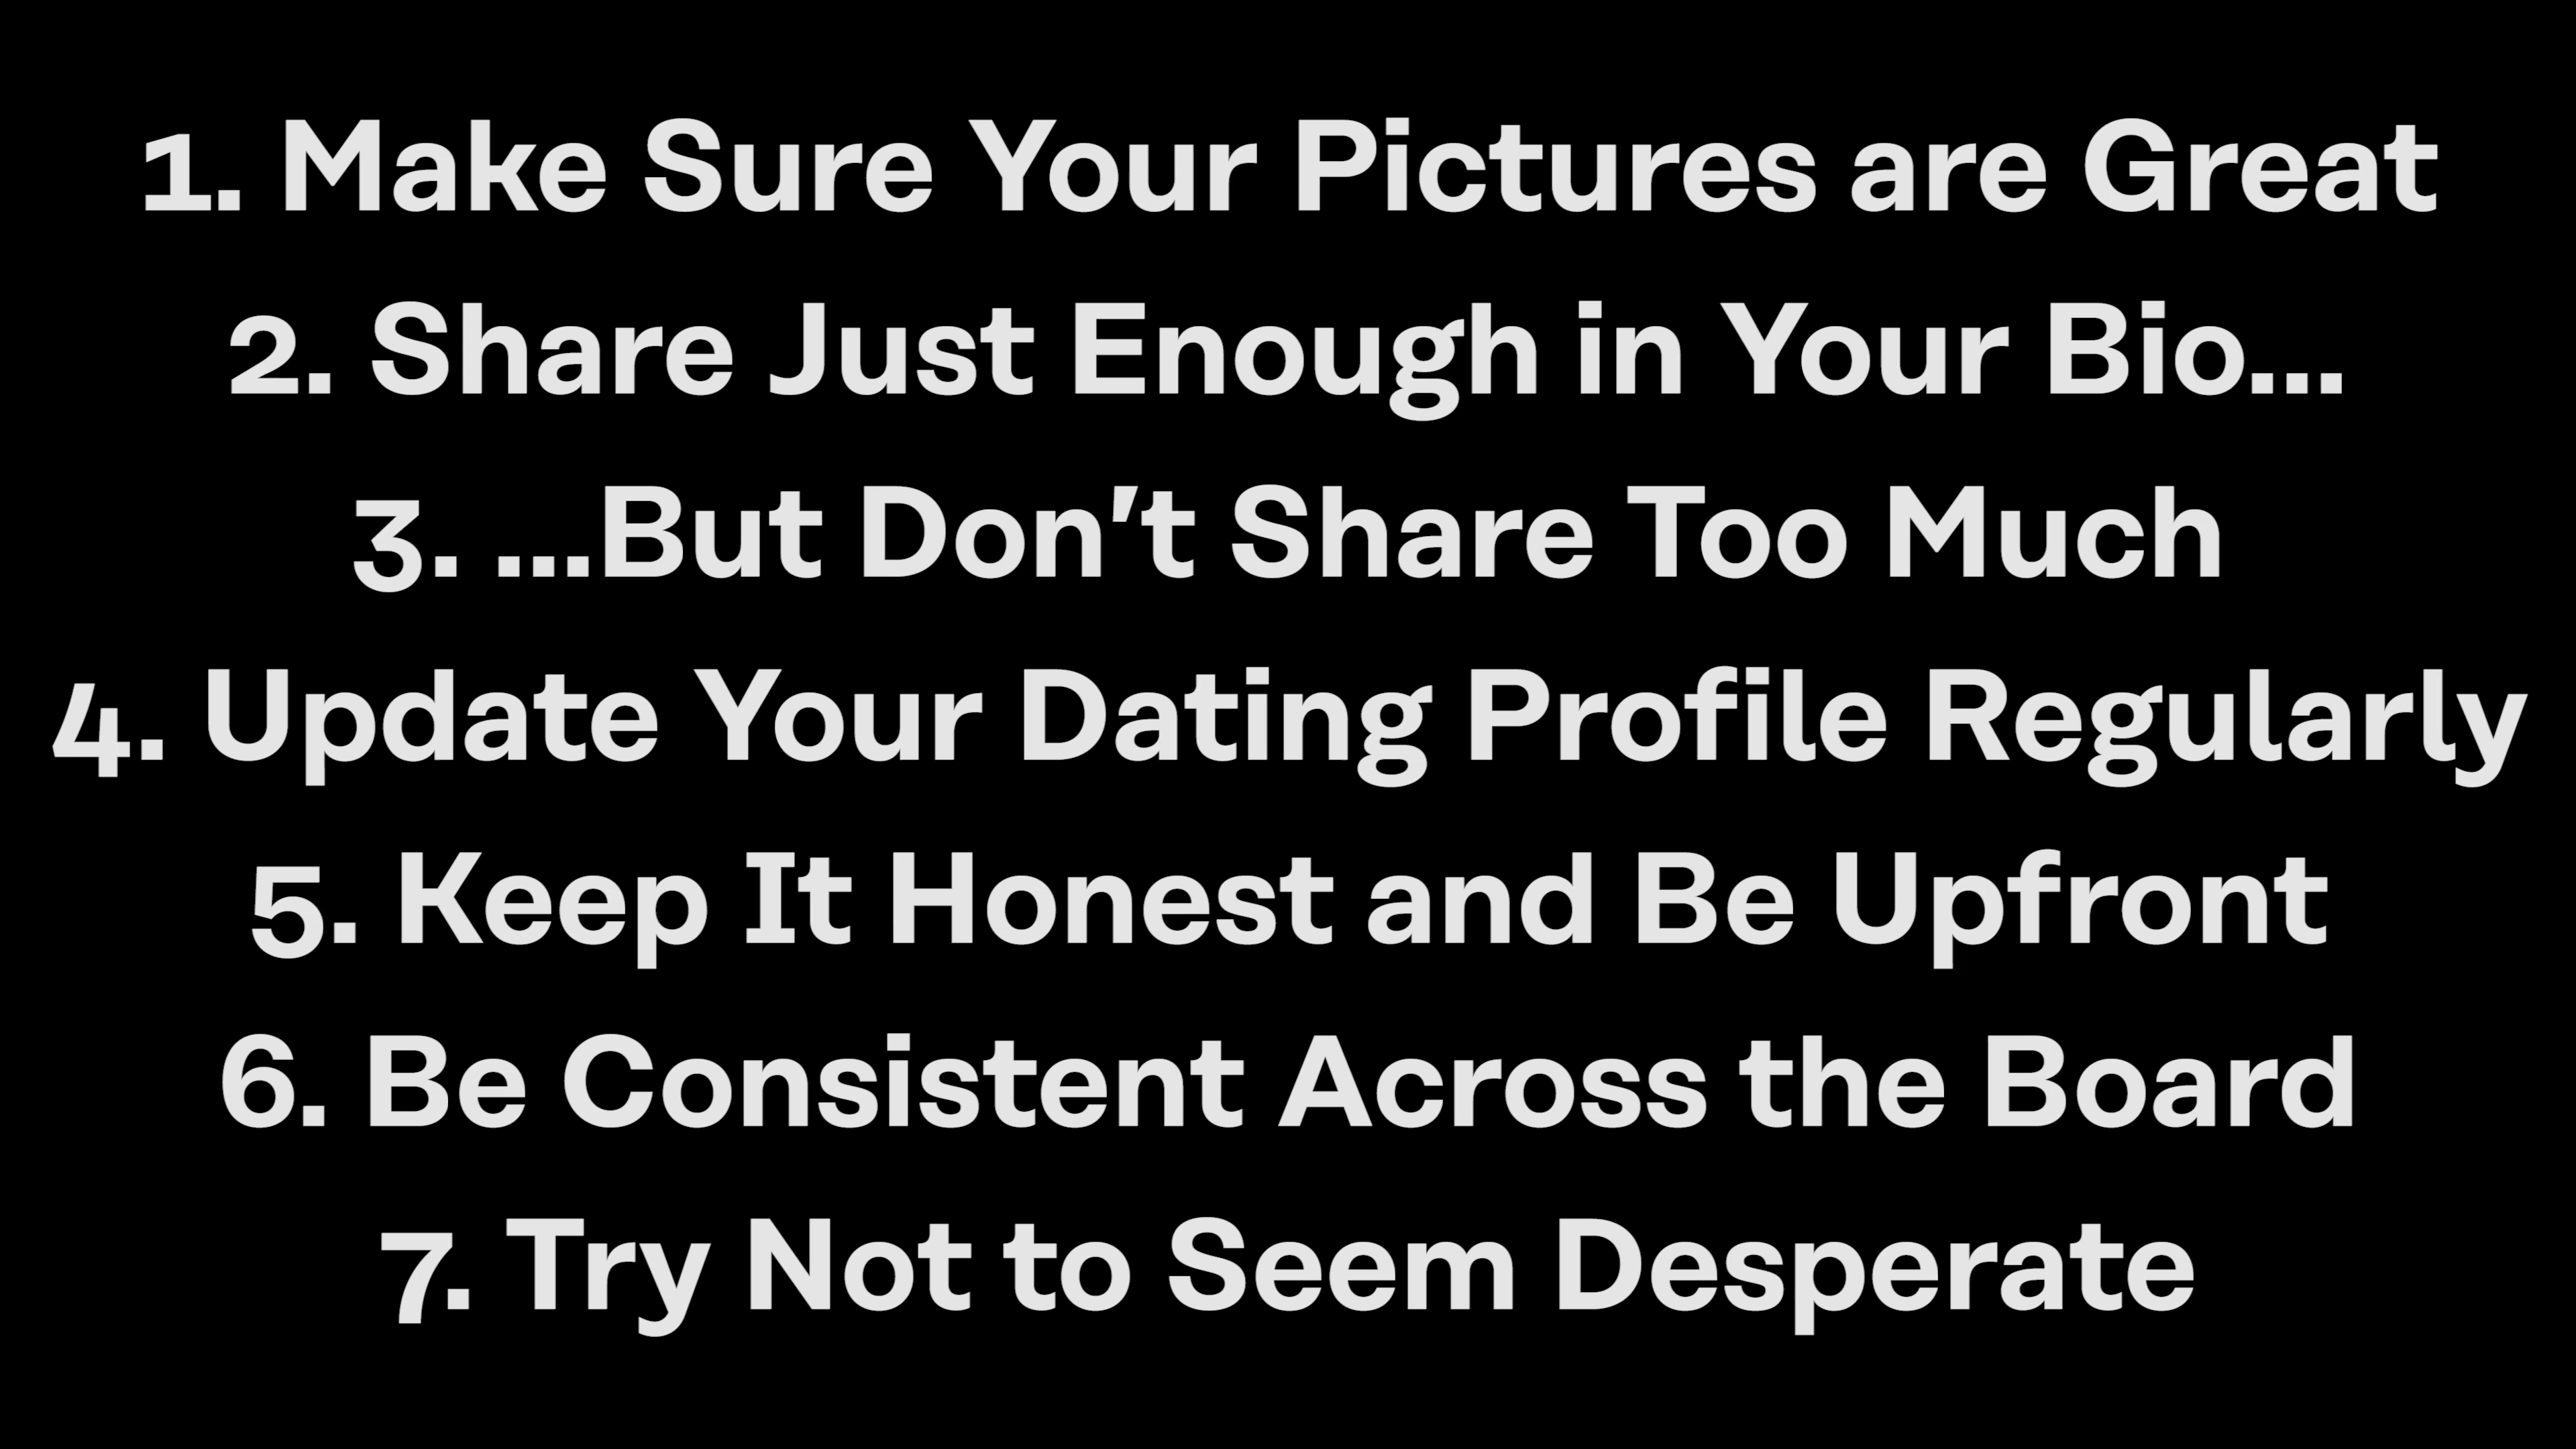 1. Make Sure Your Pictures are Great
2. Share Just Enough in Your Bio...
3. ...But Don't Share Too Much
4. Update Your Dating Profile Regularly
5. Keep It Honest and Be Upfront
6. Be Consistent Across the Board
7. Try Not to Seem Desperate